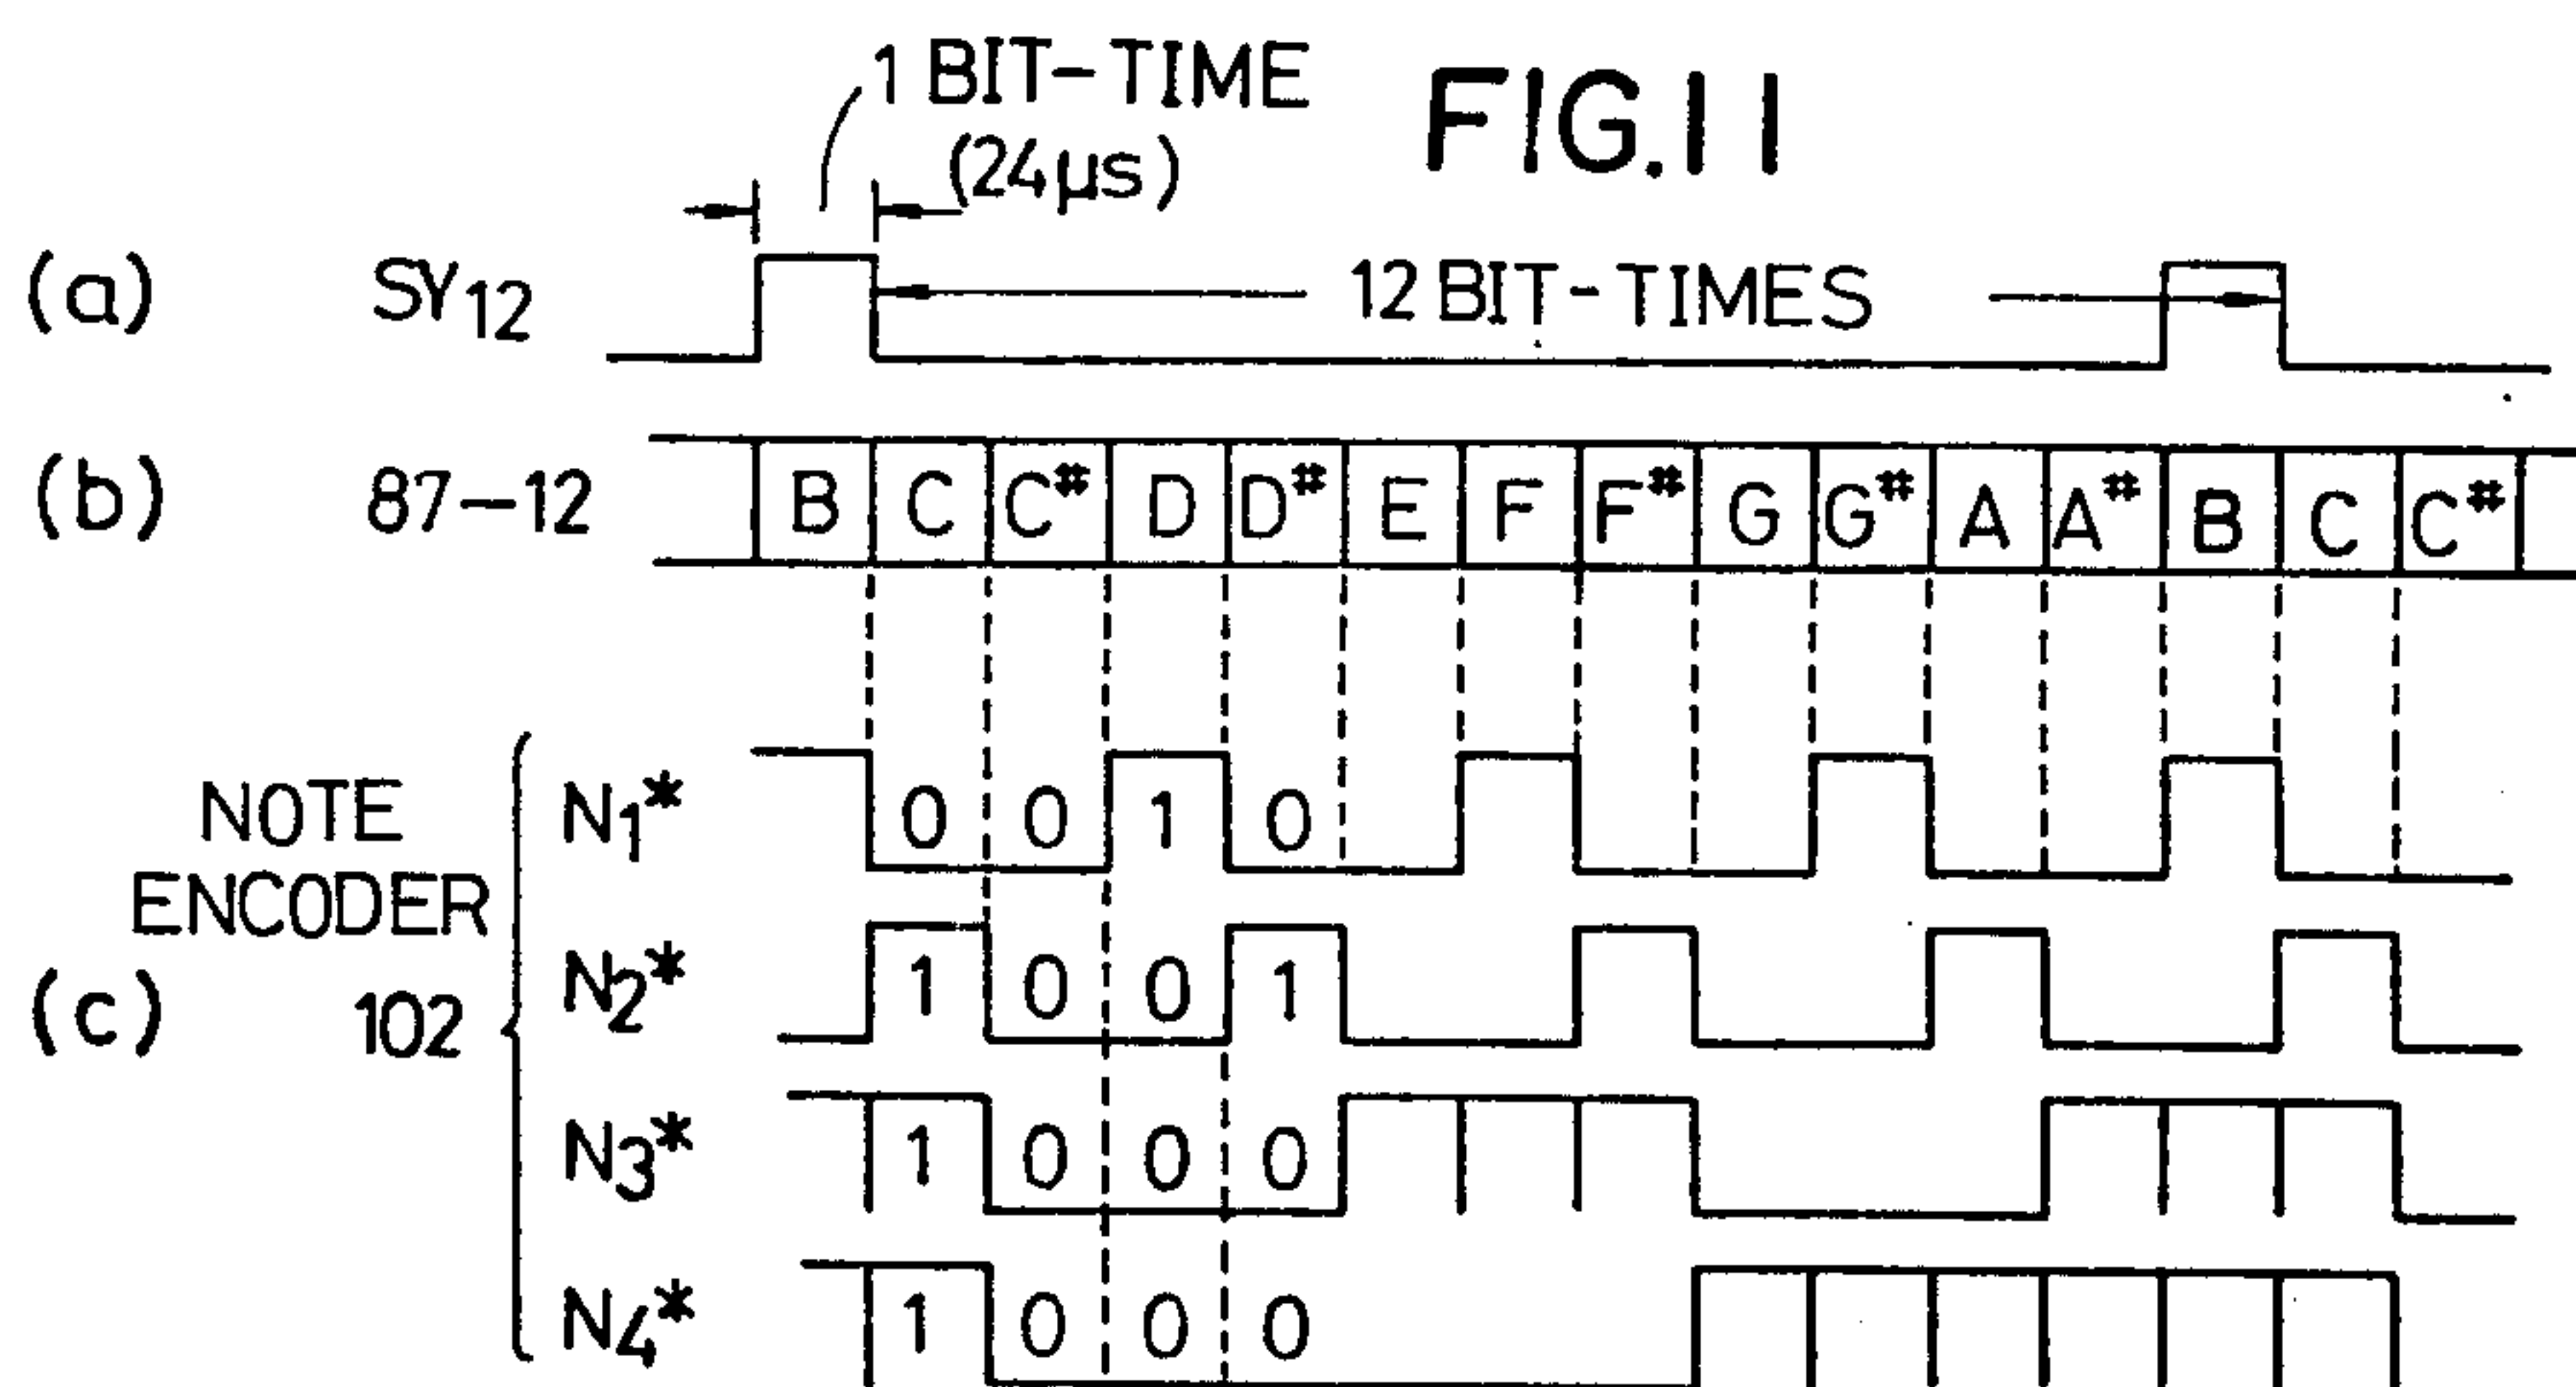 1 BIT-TIME
(24μs)
FIG.11
(a) SY12 12 BIT-TIMES
(b) 87-12 B C C# D D# E F F# G G# A A# B C C#
NOTE
ENCODER
(c) 102
N1* 0 0 1 0
N2* 1 0 0 1
N3* 1 0 0 0
N4* 1 0 0 0